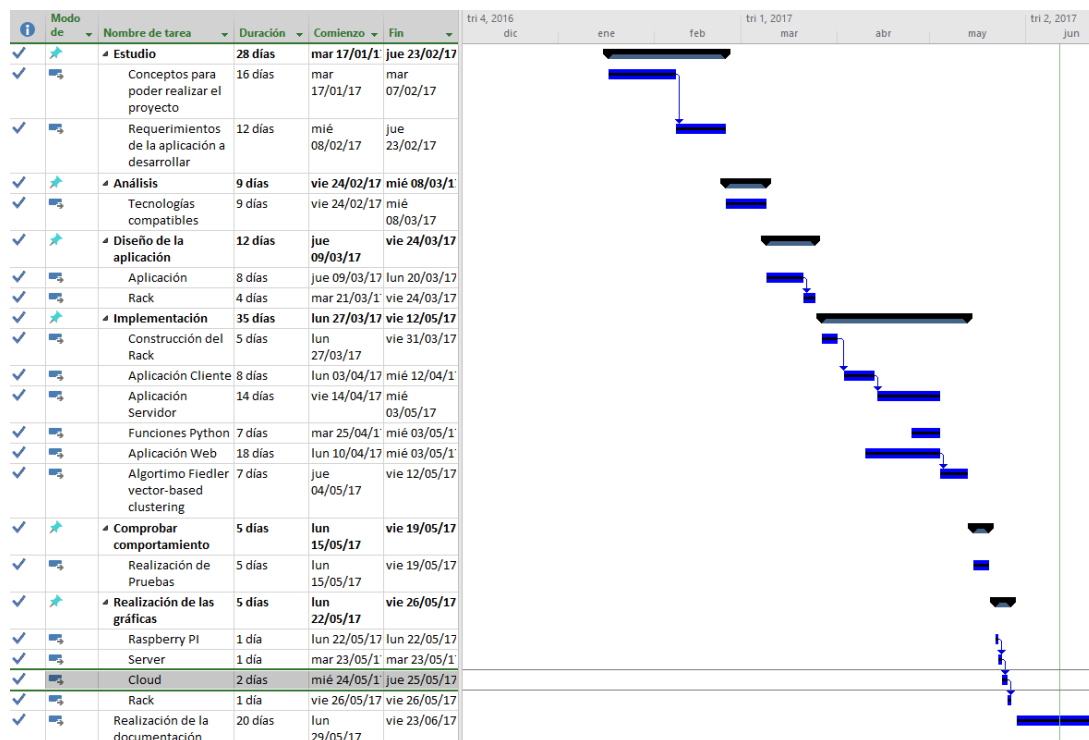 Modo de
Nombre de tarea
Duración
Comienzo
Fin
tri 4, 2016
tri 1, 2017
tri 2, 2017
dic
ene
feb
mar
abr
may
jun
Estudio 28 días mar 17/01/1 jue 23/02/17
Conceptos para 16 días mar mar
poder realizar el 17/01/17 07/02/17
proyecto
Requerimientos 12 días mié jue
de la aplicación a 08/02/17 23/02/17
desarrollar
Análisis 9 días vie 24/02/17 mié 08/03/1
Tecnologías 9 días vie 24/02/17 mié
compatibles 08/03/17
Diseño de la 12 días jue vie 24/03/17
aplicación 09/03/17
Aplicación 8 días jue 09/03/17 lun 20/03/17
Rack 4 días mar 21/03/1 vie 24/03/17
Implementación 35 días lun 27/03/17 vie 12/05/17
Construcción del 5 días lun vie 31/03/17
Rack 27/03/17
Aplicación Cliente 8 días lun 03/04/17 mié 12/04/1
Aplicación 14 días vie 14/04/17 mié
Servidor 03/05/17
Funciones Python 7 días mar 25/04/1 mié 03/05/1
Aplicación Web 18 días lun 10/04/17 mié 03/05/1
Algortimo Fiedler 7 días jue vie 12/05/17
vector-based 04/05/17
clustering
Comprobar 5 días lun vie 19/05/17
comportamiento 15/05/17
Realización de 5 días lun vie 19/05/17
Pruebas 15/05/17
Realización de las 5 días lun vie 26/05/17
gráficas 22/05/17
Raspberry PI 1 día lun 22/05/17 lun 22/05/17
Server 1 día mar 23/05/1 mar 23/05/1
Cloud 2 días mié 24/05/1 jue 25/05/17
Rack 1 día vie 26/05/17 vie 26/05/17
Realización de la 20 días lun vie 23/06/17
documentación 29/05/17